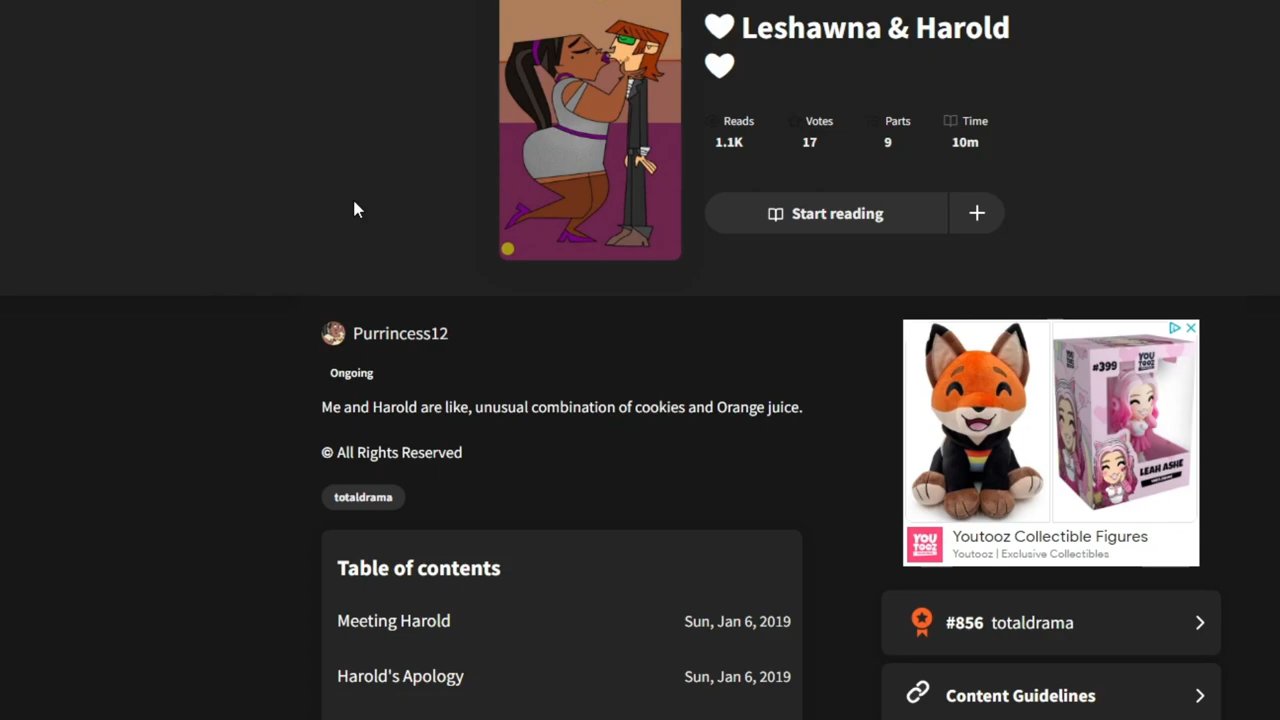 🤍 Leshawna & Harold
🤍
Reads Votes Parts Time
1.1K 17 9 10m
Start reading +
Purrincess12
Ongoing
Me and Harold are like, unusual combination of cookies and Orange juice.
© All Rights Reserved
totaldrama
Table of contents
Meeting Harold Sun, Jan 6, 2019
Harold's Apology Sun, Jan 6, 2019
#399
YOU TOOZ
LEAH ASHE
YOU TOOZ
Youtooz Collectible Figures
Youtooz | Exclusive Collectibles
#856 totaldrama
Content Guidelines